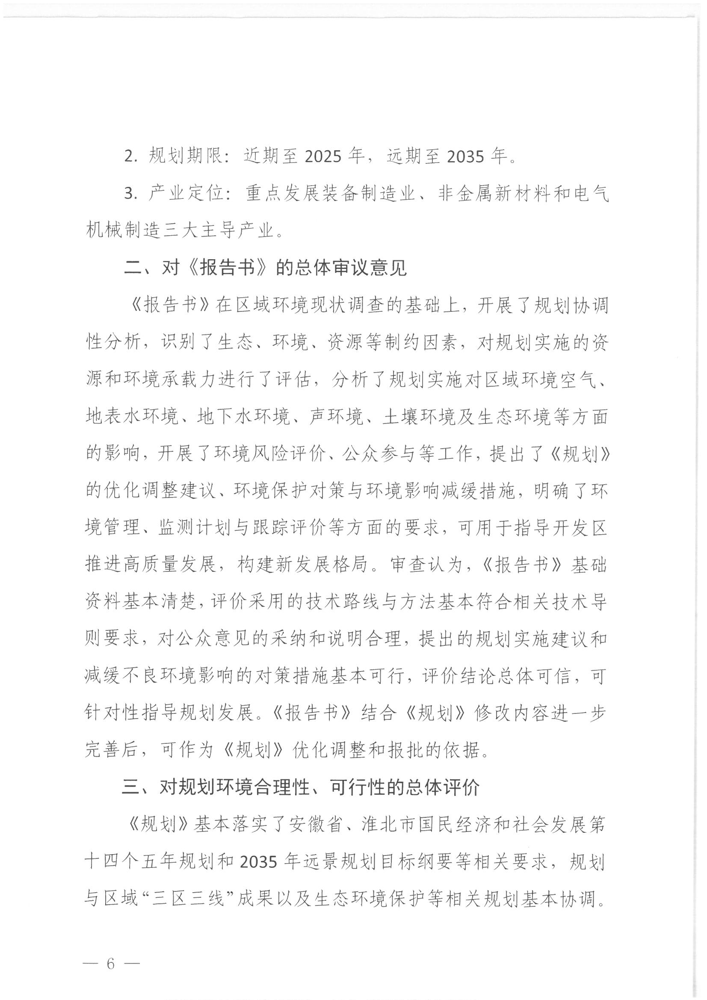 2. 规划期限：近期至 2025 年，远期至 2035 年。
3. 产业定位：重点发展装备制造业、非金属新材料和电气
机械制造三大主导产业。
二、对《报告书》的总体审议意见
《报告书》在区域环境现状调查的基础上，开展了规划协调
性分析，识别了生态、环境、资源等制约因素，对规划实施的资
源和环境承载力进行了评估，分析了规划实施对区域环境空气、
地表水环境、地下水环境、声环境、土壤环境及生态环境等方面
的影响，开展了环境风险评价、公众参与等工作，提出了《规划》
的优化调整建议、环境保护对策与环境影响减缓措施，明确了环
境管理、监测计划与跟踪评价等方面的要求，可用于指导开发区
推进高质量发展，构建新发展格局。审查认为，《报告书》基础
资料基本清楚，评价采用的技术路线与方法基本符合相关技术导
则要求，对公众意见的采纳和说明合理，提出的规划实施建议和
减缓不良环境影响的对策措施基本可行，评价结论总体可信，可
针对性指导规划发展。《报告书》结合《规划》修改内容进一步
完善后，可作为《规划》优化调整和报批的依据。
三、对规划环境合理性、可行性的总体评价
《规划》基本落实了安徽省、淮北市国民经济和社会发展第
十四个五年规划和 2035 年远景规划目标纲要等相关要求，规划
与区域“三区三线”成果以及生态环境保护等相关规划基本协调。
— 6 —